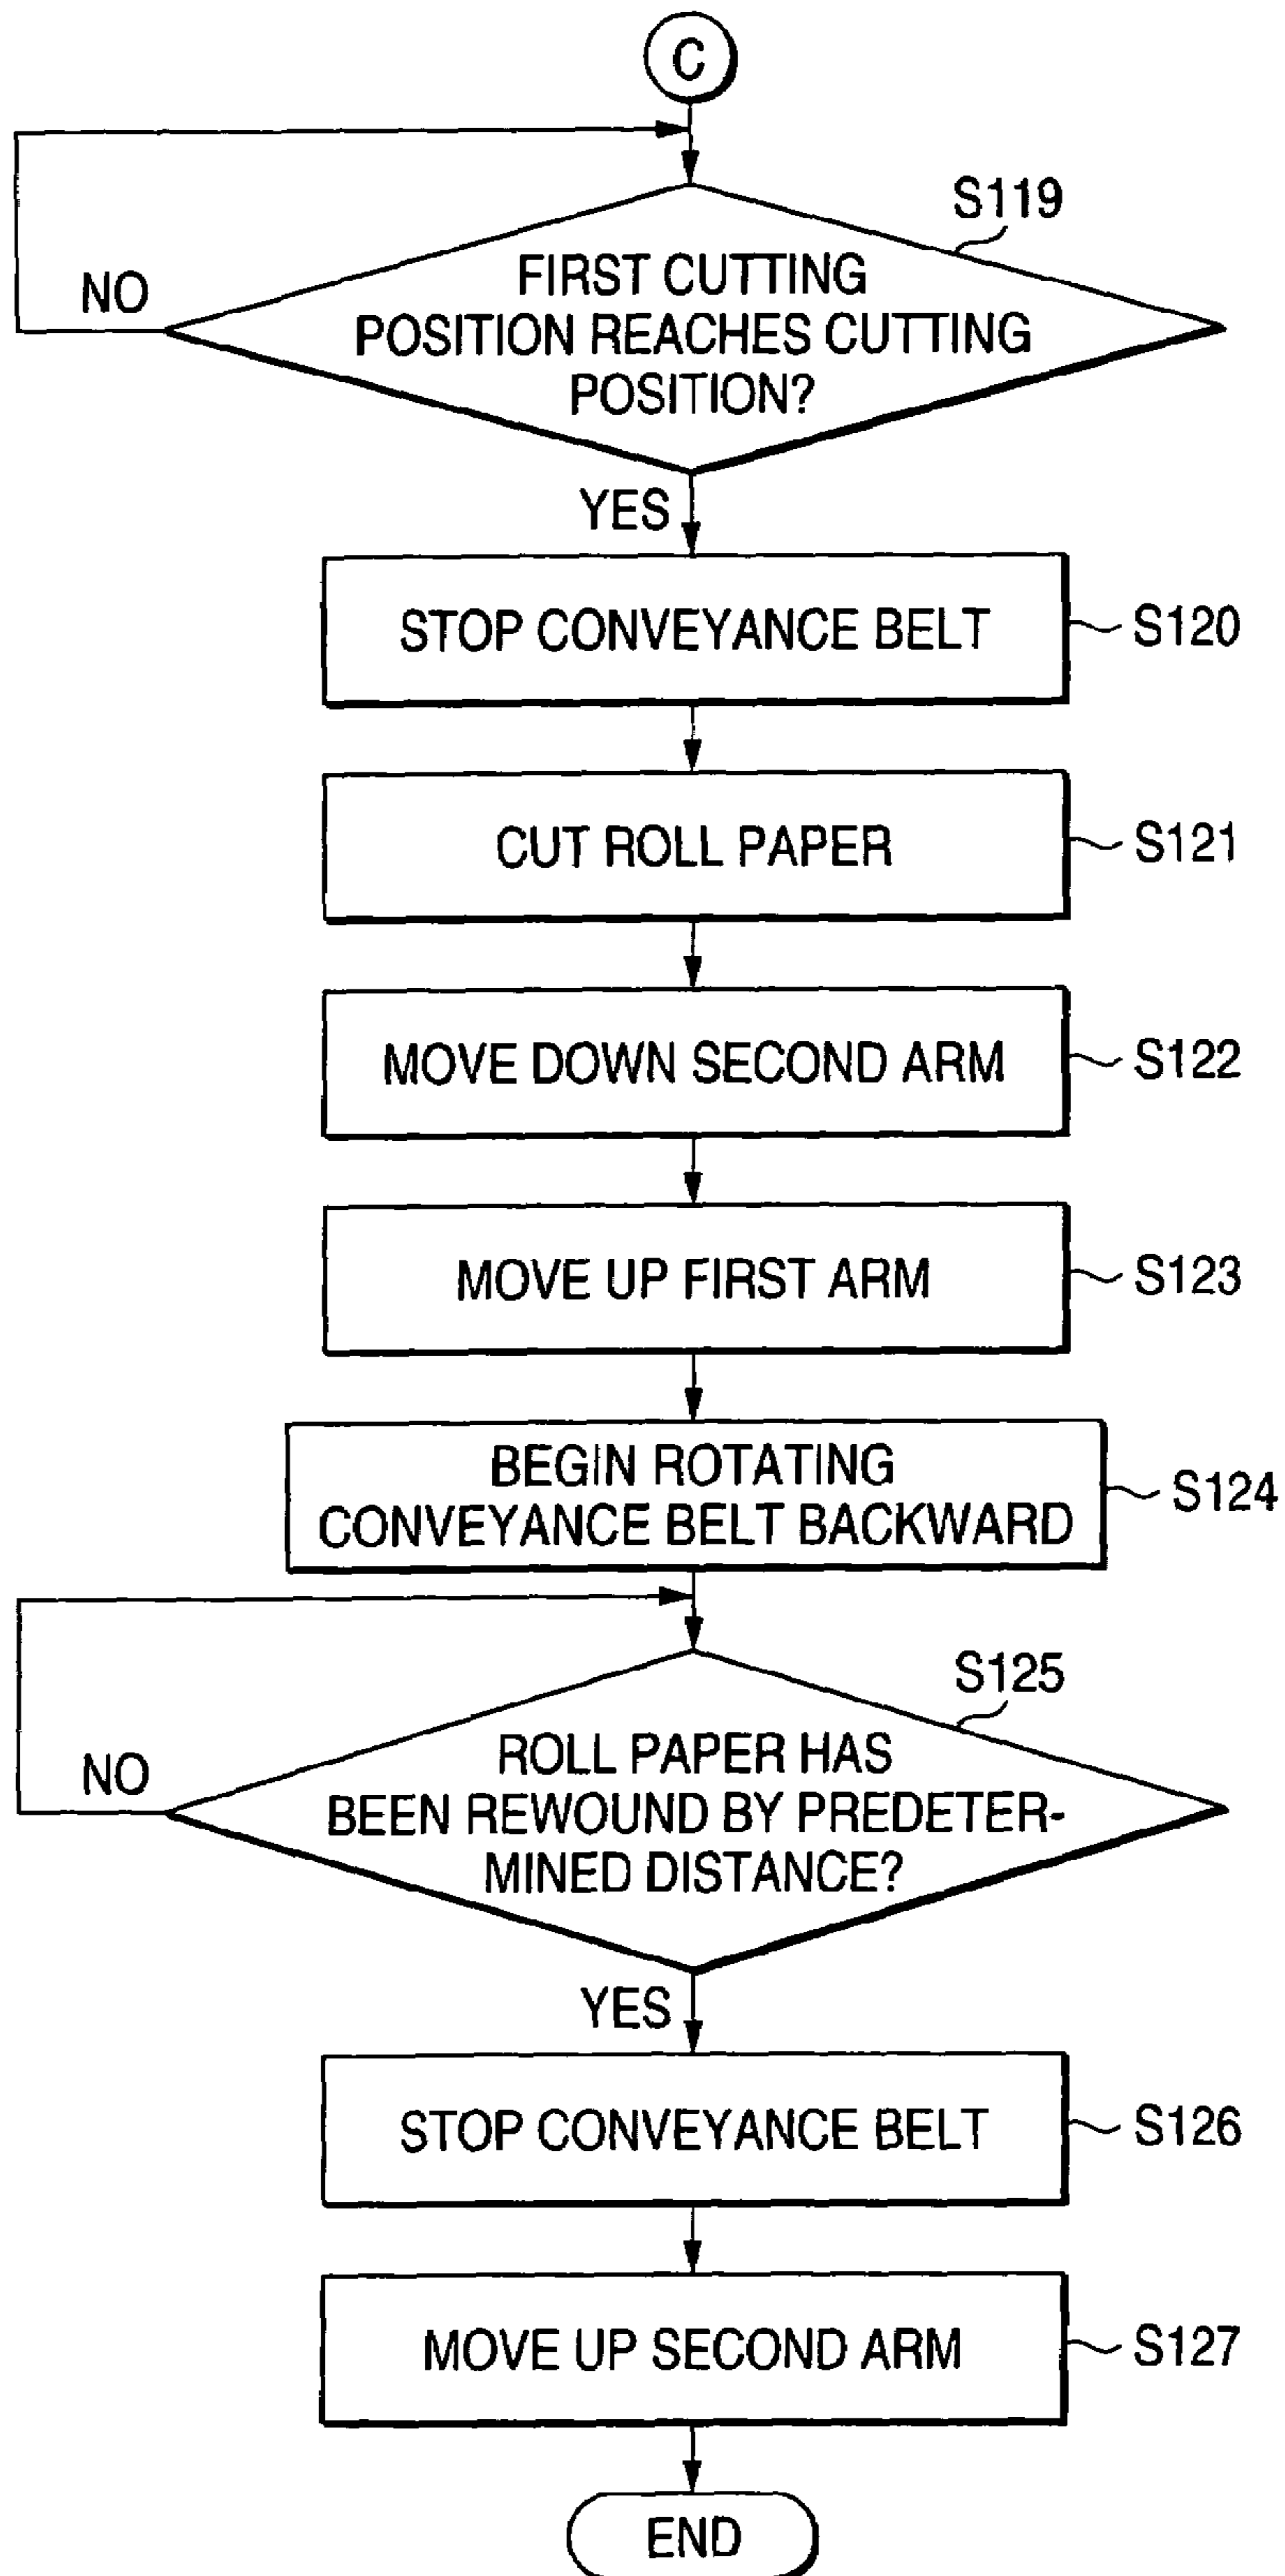 C
S119
FIRST CUTTING
POSITION REACHES CUTTING
POSITION?
NO
YES
STOP CONVEYANCE BELT
S120
CUT ROLL PAPER
S121
MOVE DOWN SECOND ARM
S122
MOVE UP FIRST ARM
S123
BEGIN ROTATING
CONVEYANCE BELT BACKWARD
S124
S125
ROLL PAPER HAS
BEEN REWOUND BY PREDETER-
MINED DISTANCE?
NO
YES
STOP CONVEYANCE BELT
S126
MOVE UP SECOND ARM
S127
END